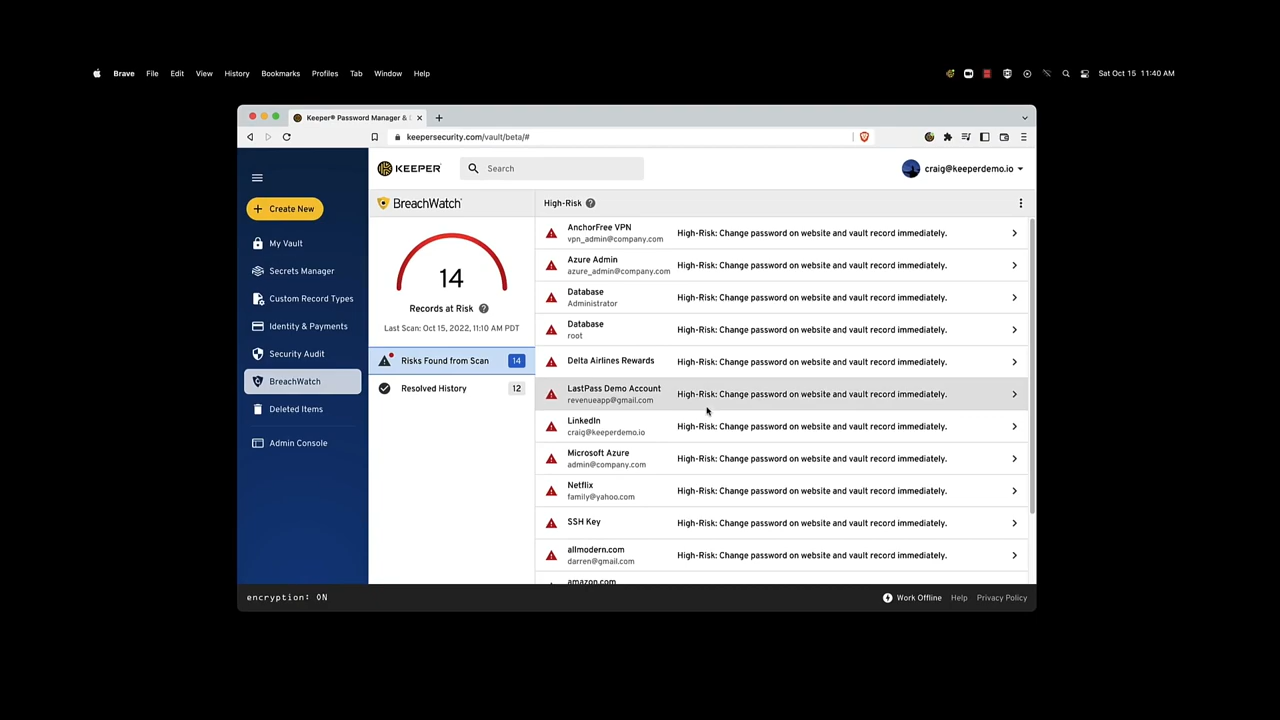 Brave File Edit View History Bookmarks Profiles Tab Window Help Sat Oct 15 11:40 AM
Keeper® Password Manager &
keepersecurity.com/vault/beta/#
KEEPER
Search
craig@keeperdemo.io
Create New
My Vault
Secrets Manager
Custom Record Types
Identity & Payments
Security Audit
BreachWatch
Deleted Items
Admin Console
BreachWatch
14
Records at Risk ?
Last Scan: Oct 15, 2022, 11:10 AM PDT
Risks Found from Scan 14
Resolved History 12
High-Risk ?
AnchorFree VPN
vpn_admin@company.com
High-Risk: Change password on website and vault record immediately.
Azure Admin
azure_admin@company.com
High-Risk: Change password on website and vault record immediately.
Database
Administrator
High-Risk: Change password on website and vault record immediately.
Database
root
High-Risk: Change password on website and vault record immediately.
Delta Airlines Rewards
High-Risk: Change password on website and vault record immediately.
LastPass Demo Account
revenueapp@gmail.com
High-Risk: Change password on website and vault record immediately.
LinkedIn
craig@keeperdemo.io
High-Risk: Change password on website and vault record immediately.
Microsoft Azure
admin@company.com
High-Risk: Change password on website and vault record immediately.
Netflix
family@yahoo.com
High-Risk: Change password on website and vault record immediately.
SSH Key
High-Risk: Change password on website and vault record immediately.
allmodern.com
darren@gmail.com
High-Risk: Change password on website and vault record immediately.
amazon.com
encryption: ON
Work Offline Help Privacy Policy